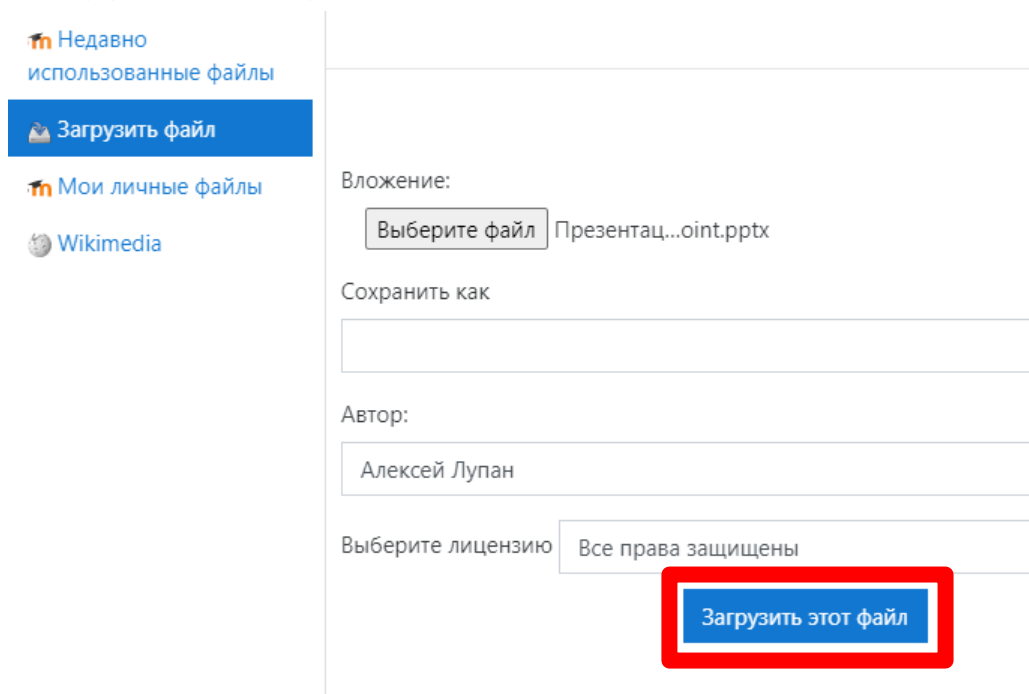 Недавно
использованные файлы
Загрузить файл
Мои личные файлы
Wikimedia
Вложение:
Выберите файл Презентац...oint.pptx
Сохранить как
Автор:
Алексей Лупан
Выберите лицензию Все права защищены
Загрузить этот файл